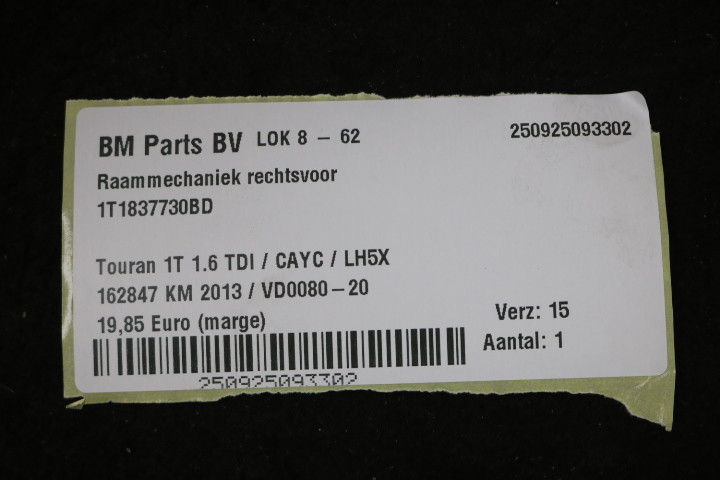 BM Parts BV LOK 8 - 62 250925093302
Raammechaniek rechtsvoor
1T1837730BD
Touran 1T 1.6 TDI / CAYC / LH5X
162847 KM 2013 / VD0080-20
19,85 Euro (marge)
Verz: 15
Aantal: 1
250925093302